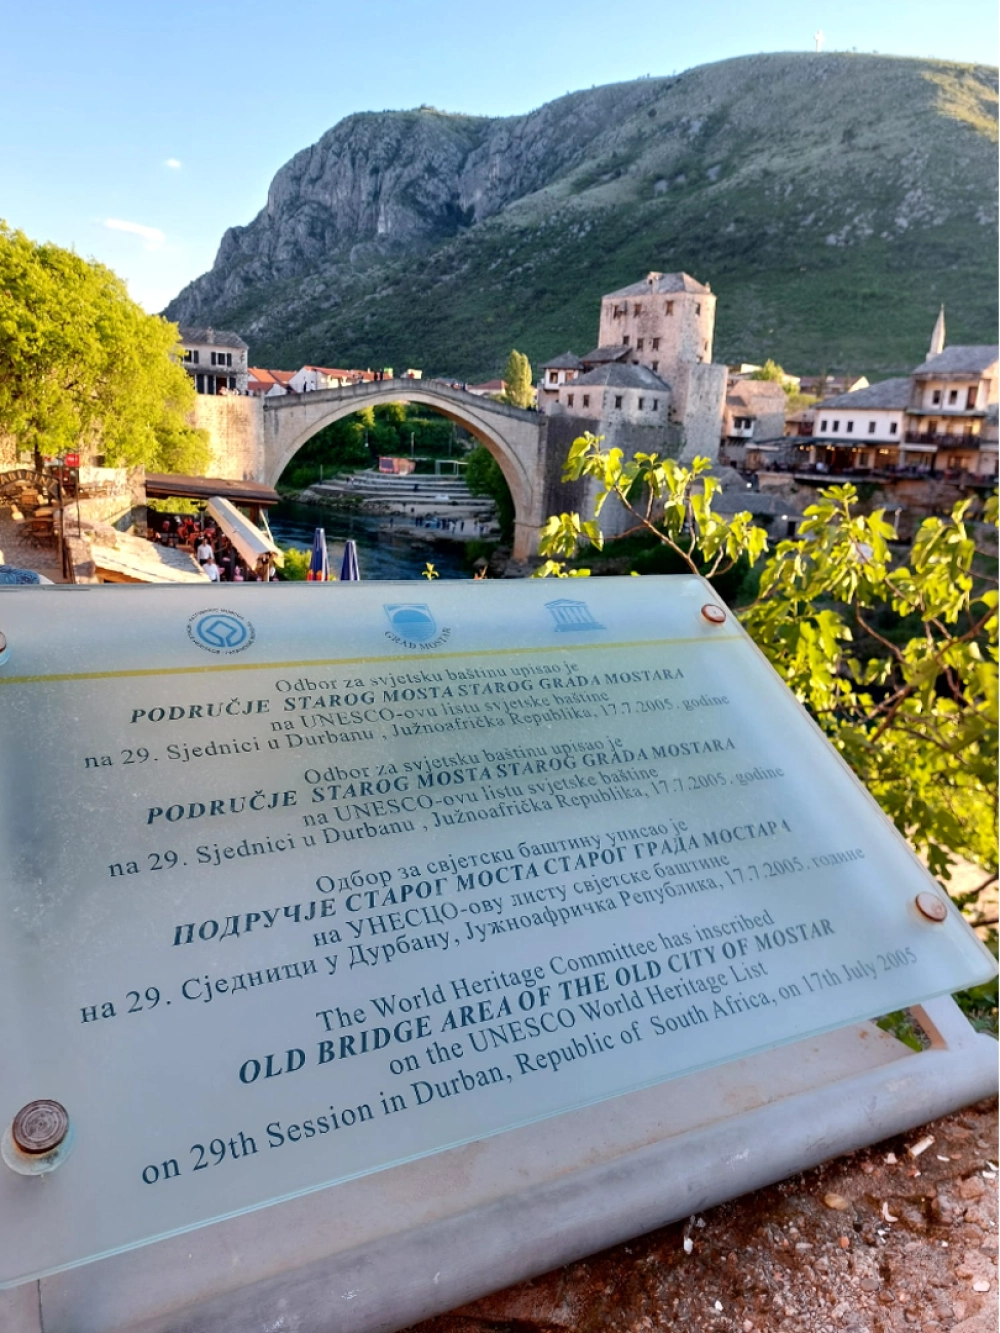 GRAD MOSTAR
Odbor za svjetsku baštinu upisao je
PODRUČJE STAROG MOSTA STAROG GRADA MOSTARA
na UNESCO-ovu listu svjetske baštine
na 29. Sjednici u Durbanu , Južnoafrička Republika, 17.7.2005. godine
Odbor za svjetsku baštinu upisao je
PODRUČJE STAROG MOSTA STAROG GRADA MOSTARA
na UNESCO-ovu listu svjetske baštine
na 29. Sjednici u Durbanu , Južnoafrička Republika, 17.7.2005. godine
Одбор за свјетску баштину уписао је
ПОДРУЧЈЕ СТАРОГ МОСТА СТАРОГ ГРАДА МОСТАРА
на УНЕСЦО-ову листу свјетске баштине
на 29. Сједници у Дурбану, Јужноафричка Република, 17.7.2005. године
The World Heritage Committee has inscribed
OLD BRIDGE AREA OF THE OLD CITY OF MOSTAR
on the UNESCO World Heritage List
on 29th Session in Durban, Republic of South Africa, on 17th July 2005